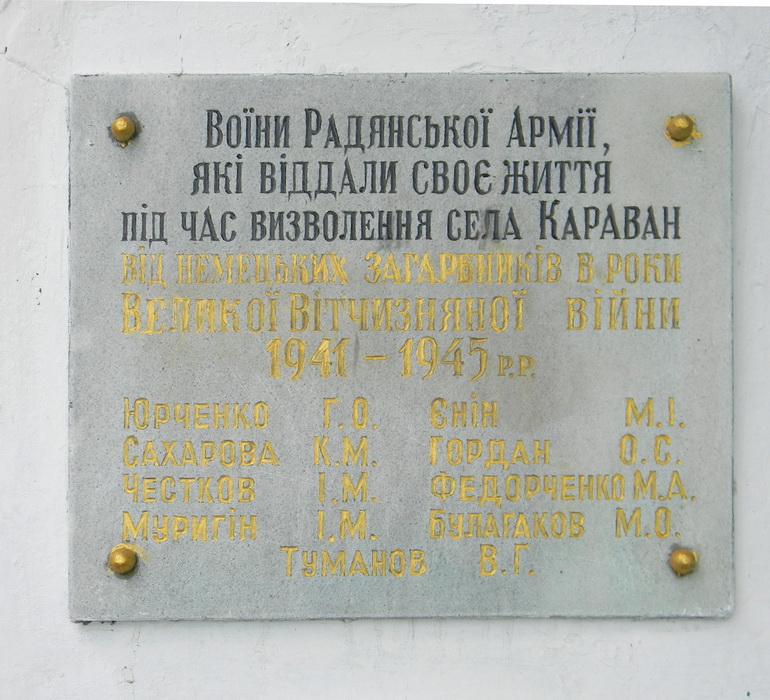 Воїни Радянської Армії,
які віддали своє життя
під час визволення села Караван
від немецьких загарбників в роки
Великої Вітчизняної війни
1941 – 1945 р.р.
Юрченко Г.О. Єнін М.І.
Сахарова К.М. Гордан О.С.
Честков І.М. Федорченко М.А.
Муригін І.М. Булагаков М.О.
Туманов В.Г.